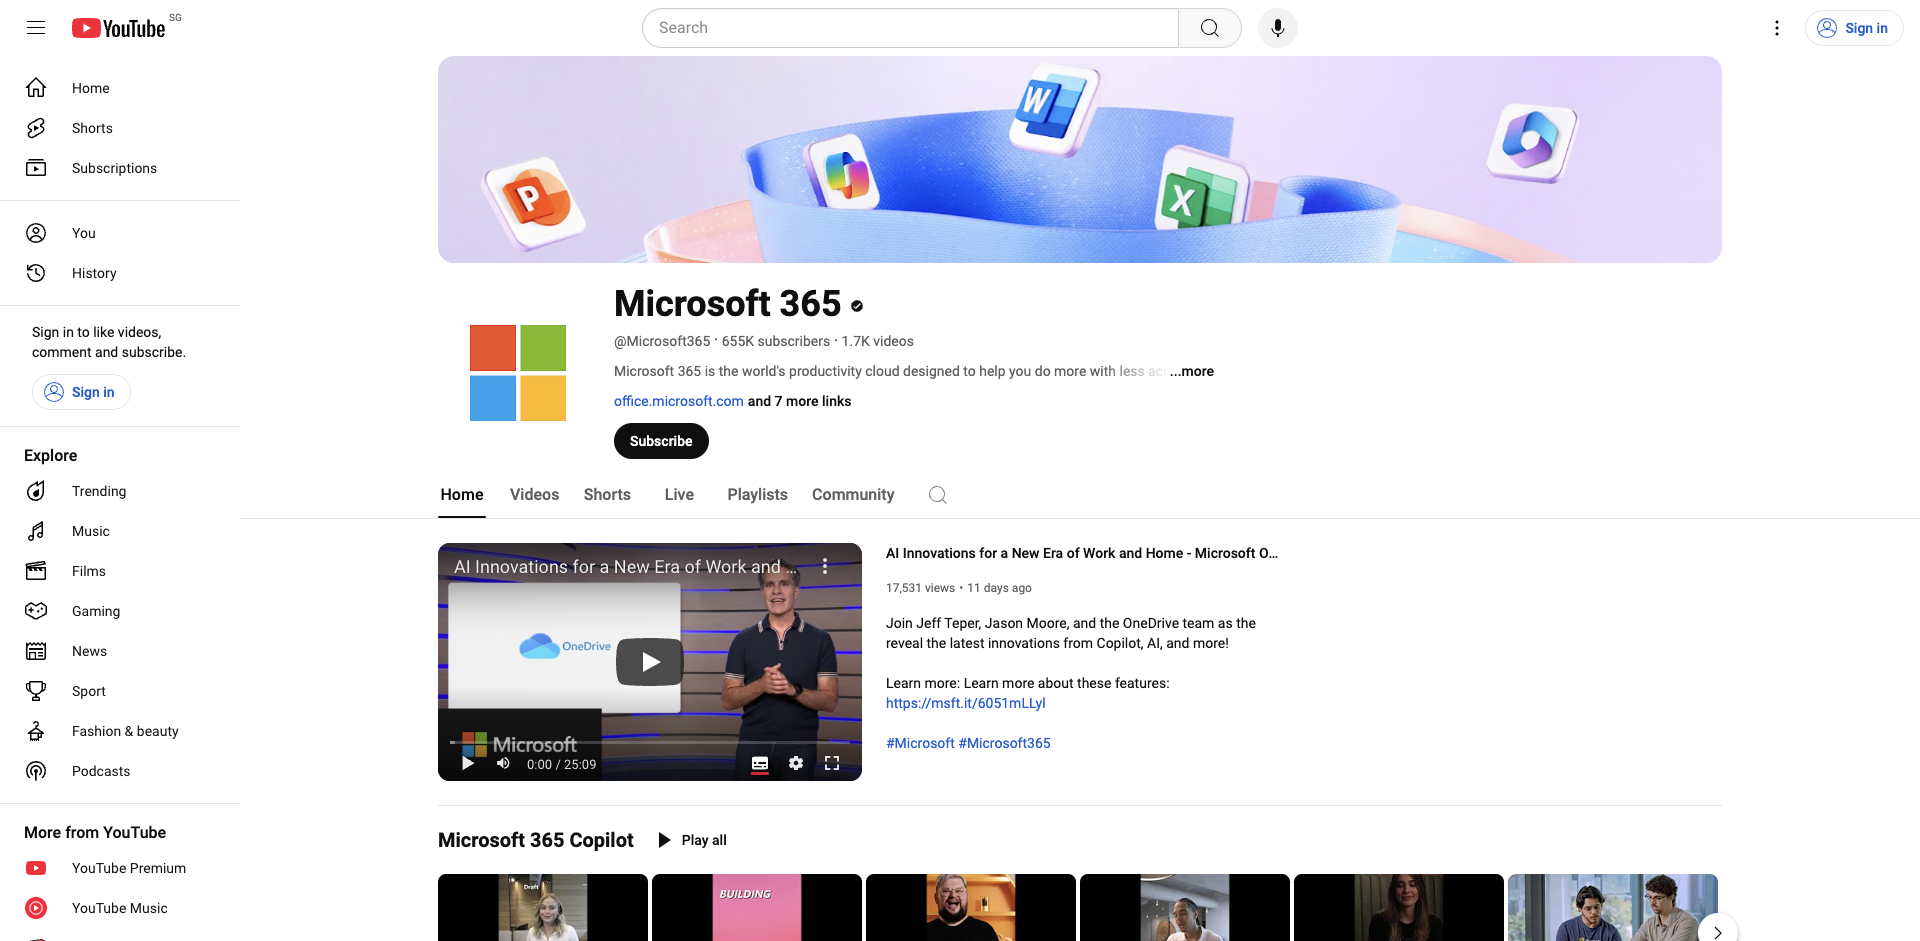 YouTube SG
Search
Sign in
Home
Shorts
Subscriptions
You
History
Sign in to like videos,
comment and subscribe.
Sign in
Explore
Trending
Music
Films
Gaming
News
Sport
Fashion & beauty
Podcasts
More from YouTube
YouTube Premium
YouTube Music
P
W
X
Microsoft 365
@Microsoft365 · 655K subscribers · 1.7K videos
Microsoft 365 is the world's productivity cloud designed to help you do more with less ...more
office.microsoft.com and 7 more links
Subscribe
Home Videos Shorts Live Playlists Community
AI Innovations for a New Era of Work and ...
OneDrive
Microsoft
0:00 / 25:09
AI Innovations for a New Era of Work and Home - Microsoft O...
17,531 views • 11 days ago
Join Jeff Teper, Jason Moore, and the OneDrive team as the
reveal the latest innovations from Copilot, AI, and more!
Learn more: Learn more about these features:
https://msft.it/6051mLLyl
#Microsoft #Microsoft365
Microsoft 365 Copilot Play all
Draft
BUILDING